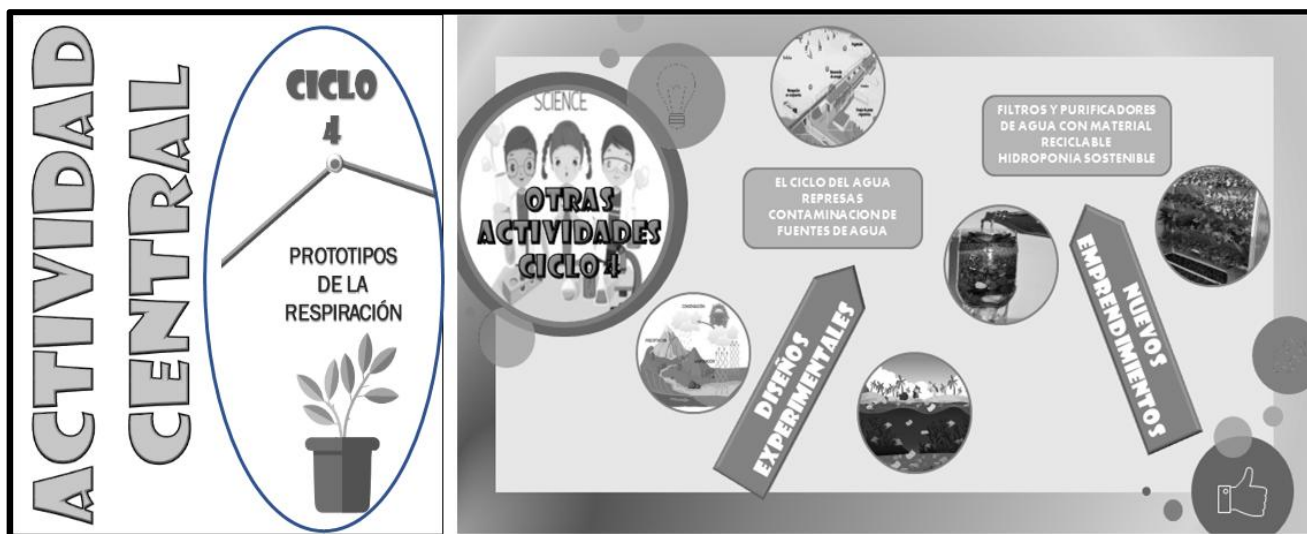 ACTIVIDAD
CENTRAL
CICLO
4
PROTOTIPOS
DE LA
RESPIRACIÓN
SCIENCE
OTRAS
ACTIVIDADES
CICLO 4
EL CICLO DEL AGUA
REPRESAS
CONTAMINACION DE
FUENTES DE AGUA
DISEÑOS
EXPERIMENTALES
FILTROS Y PURIFICADORES
DE AGUA CON MATERIAL
RECICLABLE
HIDROPONIA SOSTENIBLE
NUEVOS
EMPRENDIMIENTOS